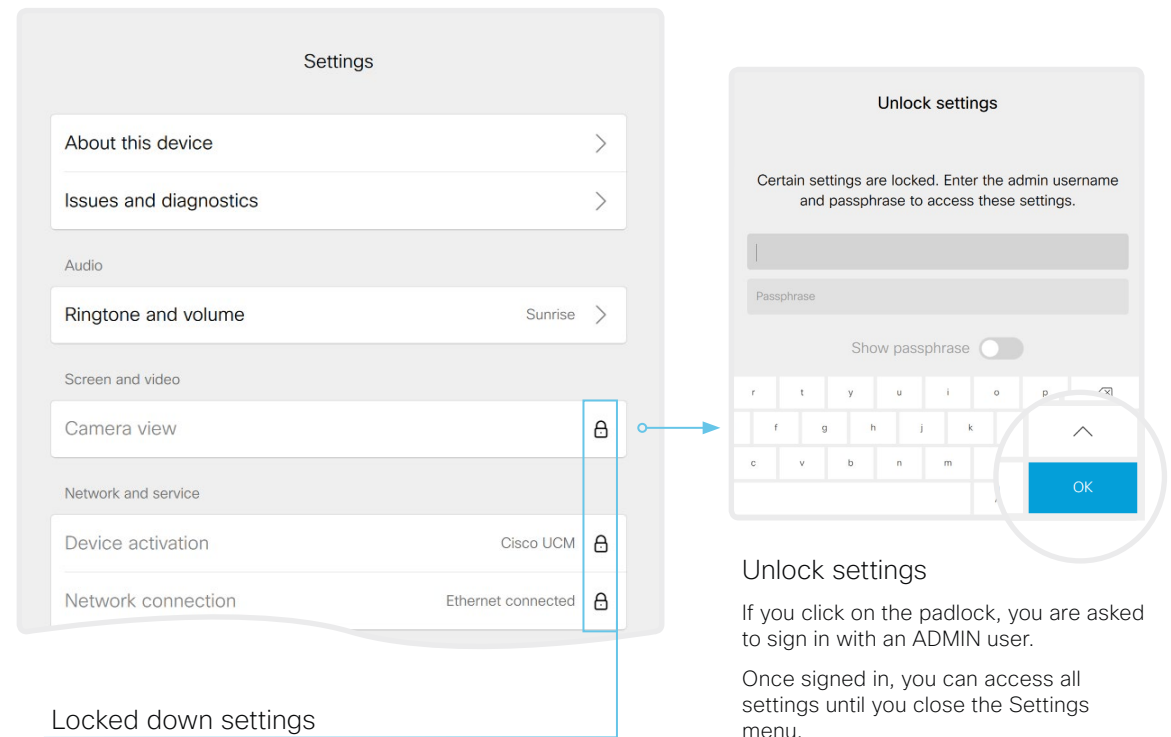 Settings
About this device
Issues and diagnostics
Audio
Ringtone and volume Sunrise
Screen and video
Camera view
Network and service
Device activation Cisco UCM
Network connection Ethernet connected
Locked down settings
Unlock settings
Certain settings are locked. Enter the admin username
and passphrase to access these settings.
Passphrase
Show passphrase
r t y u i o p
f g h j k
c v b n m
OK
Unlock settings
If you click on the padlock, you are asked
to sign in with an ADMIN user.
Once signed in, you can access all
settings until you close the Settings
menu.